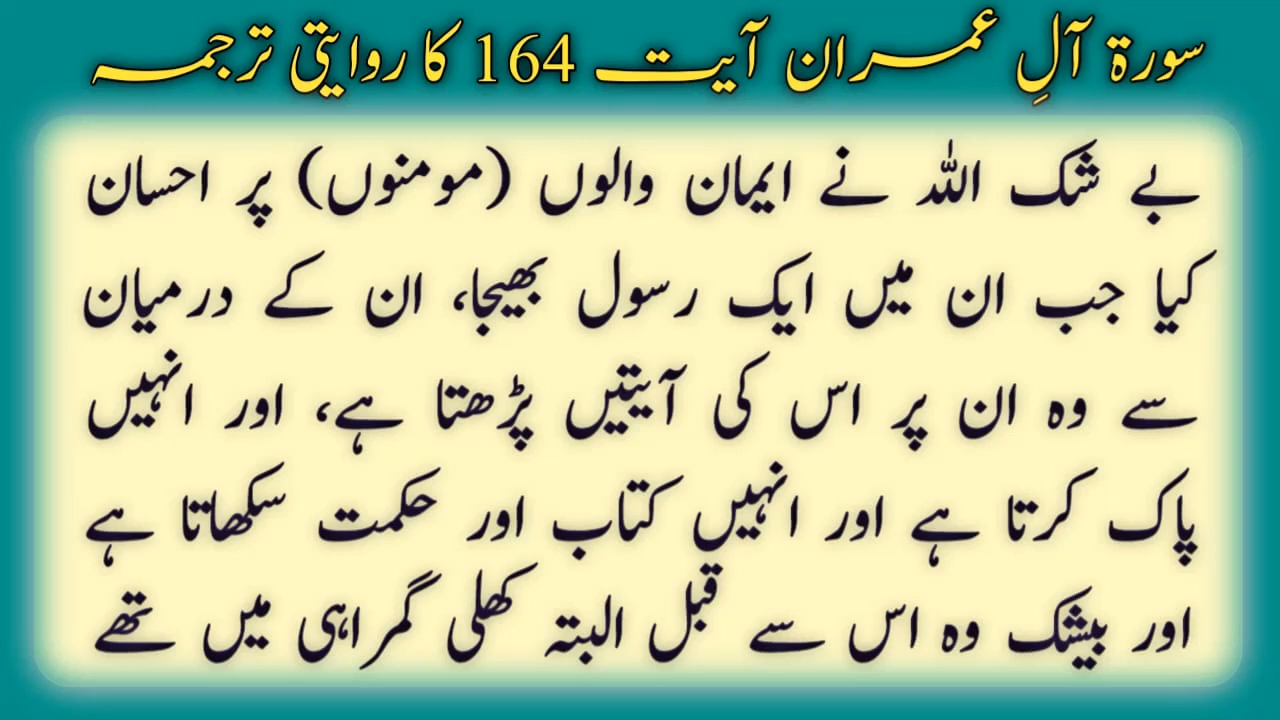 سورۃ آلِ عمران آیت 164 کا روایتی ترجمہ
بے شک اللہ نے ایمان والوں (مومنوں) پر احسان
کیا جب ان میں ایک رسول بھیجا، ان کے درمیان
سے وہ ان پر اس کی آیتیں پڑھتا ہے، اور انہیں
پاک کرتا ہے اور انہیں کتاب اور حکمت سکھاتا ہے
اور بیشک وہ اس سے قبل البتہ کھلی گمراہی میں تھے